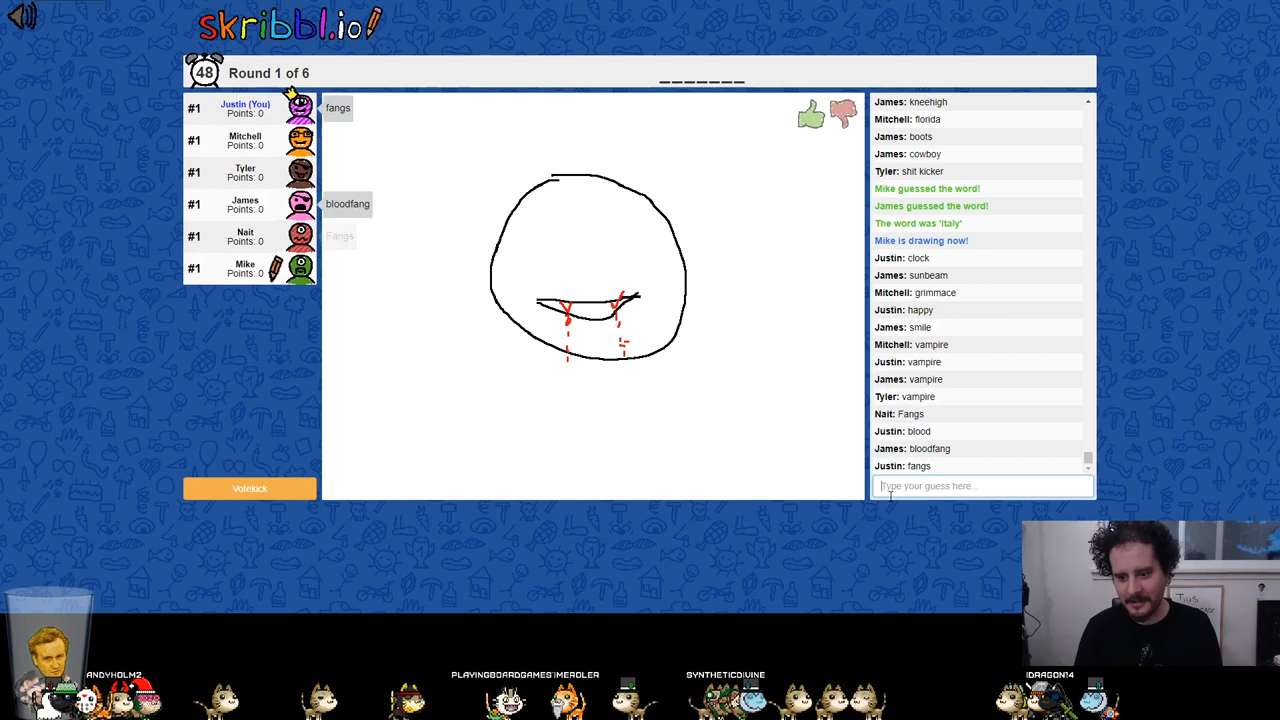 skribbl.io
48
Round 1 of 6
_______
#1 Justin (You)
Points: 0
fangs
#1 Mitchell
Points: 0
#1 Tyler
Points: 0
#1 James
Points: 0
bloodfang
#1 Nait
Points: 0
Fangs
#1 Mike
Points: 0
Votekick
James: kneehigh
Mitchell: florida
James: boots
James: cowboy
Tyler: shit kicker
Mike guessed the word!
James guessed the word!
The word was 'Italy'
Mike is drawing now!
Justin: clock
James: sunbeam
Mitchell: grimmace
Justin: happy
James: smile
Mitchell: vampire
Justin: vampire
James: vampire
Tyler: vampire
Nait: Fangs
Justin: blood
James: bloodfang
Justin: fangs
Type your guess here...
THIS
ANDYHOLM2
SYNTHETICDIVINE
IDRAGON14